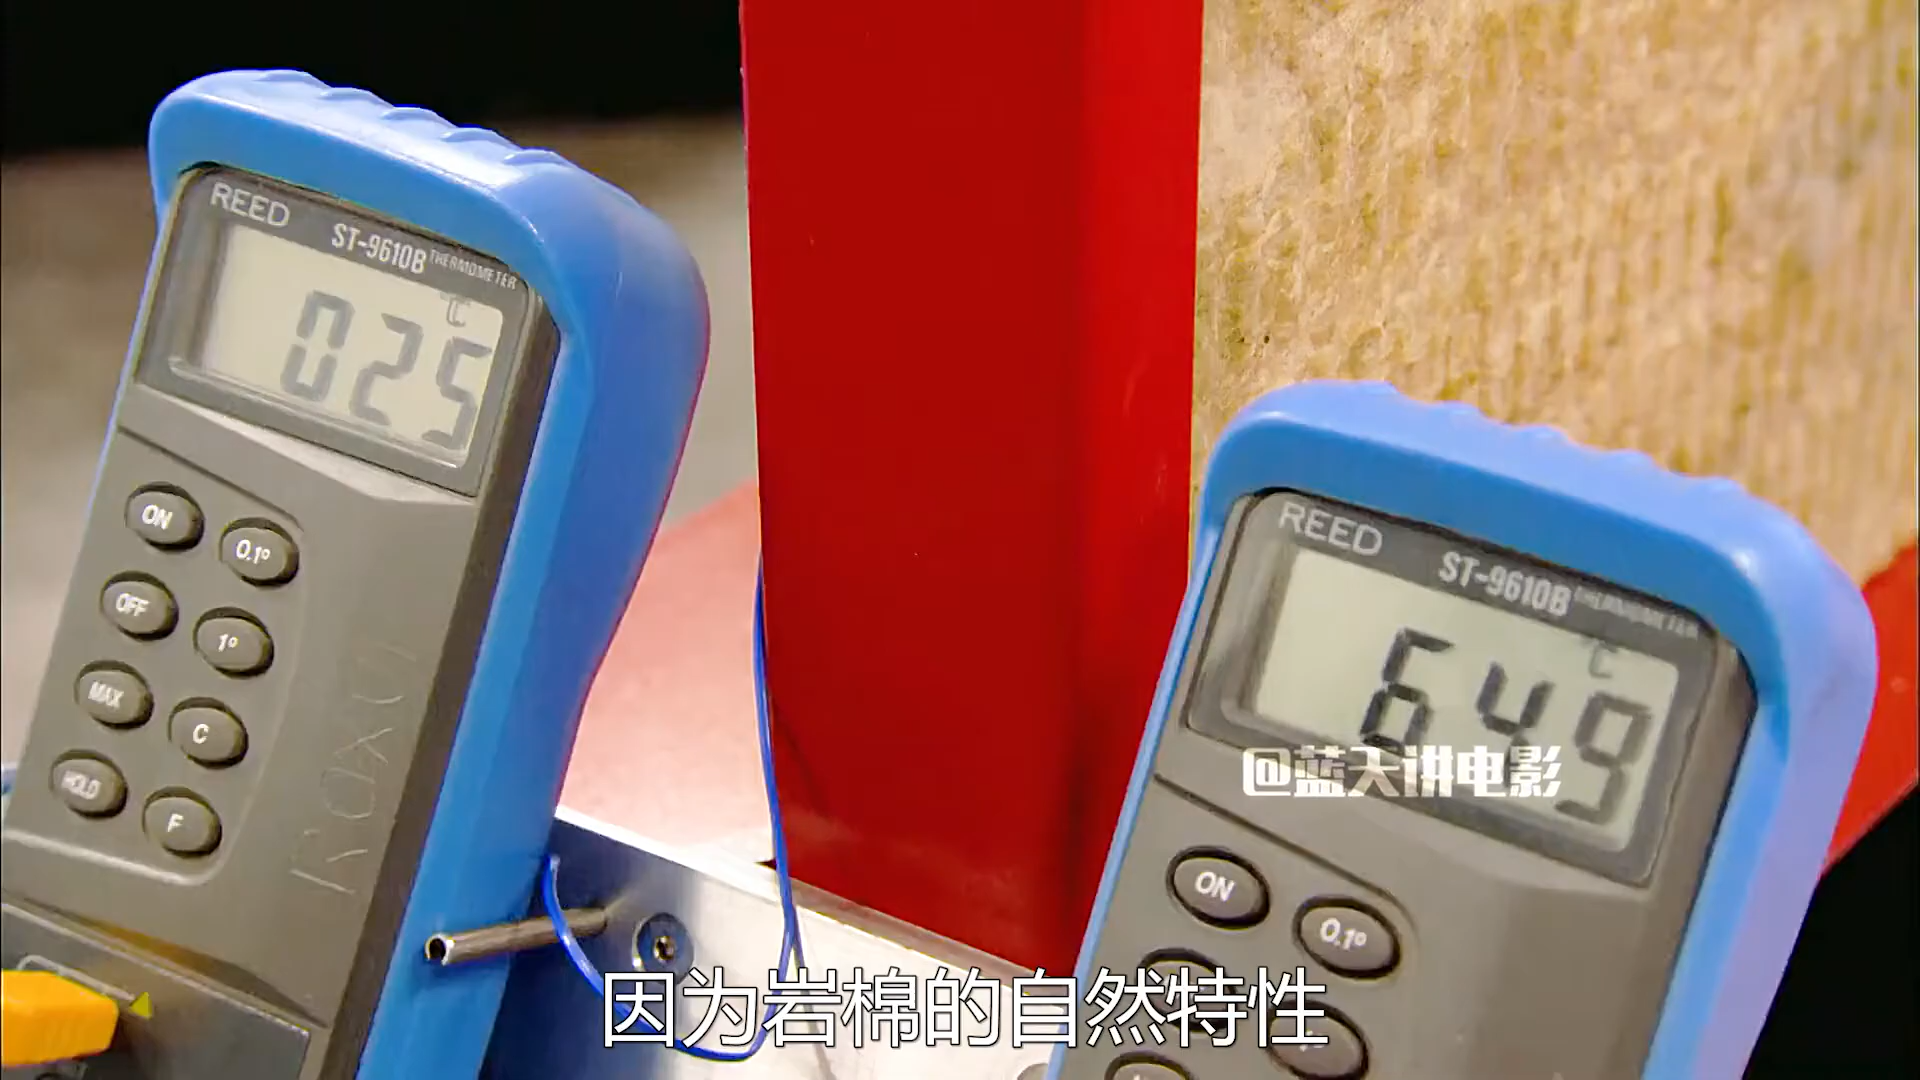 REED
ST-9610B THERMOMETER
°C
025
ON
0.1°
OFF
1°
MAX
C
HOLD
F
REED
ST-9610B THERMOMETER
°C
649
@蓝天讲电影
ON
0.1°
因为岩棉的自然特性